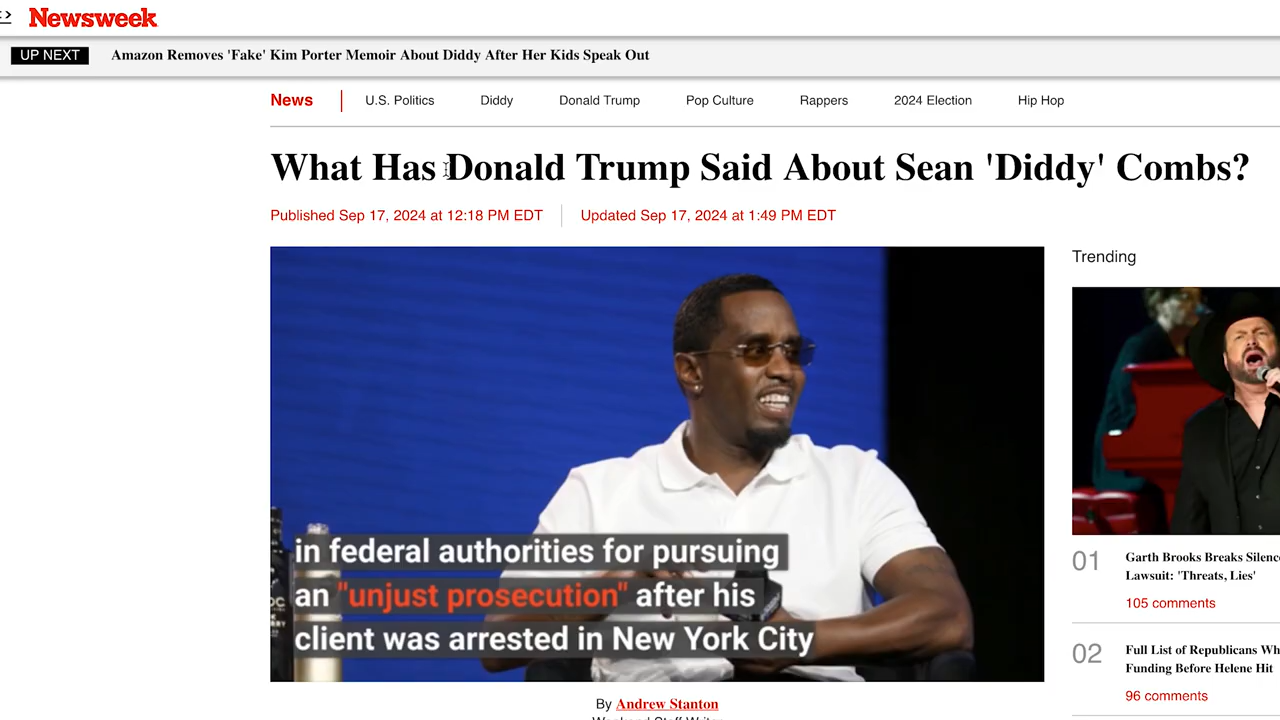 Newsweek
UP NEXT Amazon Removes 'Fake' Kim Porter Memoir About Diddy After Her Kids Speak Out
News U.S. Politics Diddy Donald Trump Pop Culture Rappers 2024 Election Hip Hop
What Has Donald Trump Said About Sean 'Diddy' Combs?
Published Sep 17, 2024 at 12:18 PM EDT Updated Sep 17, 2024 at 1:49 PM EDT
in federal authorities for pursuing
an "unjust prosecution" after his
client was arrested in New York City
By Andrew Stanton
Trending
01 Garth Brooks Breaks Silence
Lawsuit: 'Threats, Lies'
105 comments
02 Full List of Republicans Wh
Funding Before Helene Hit
96 comments